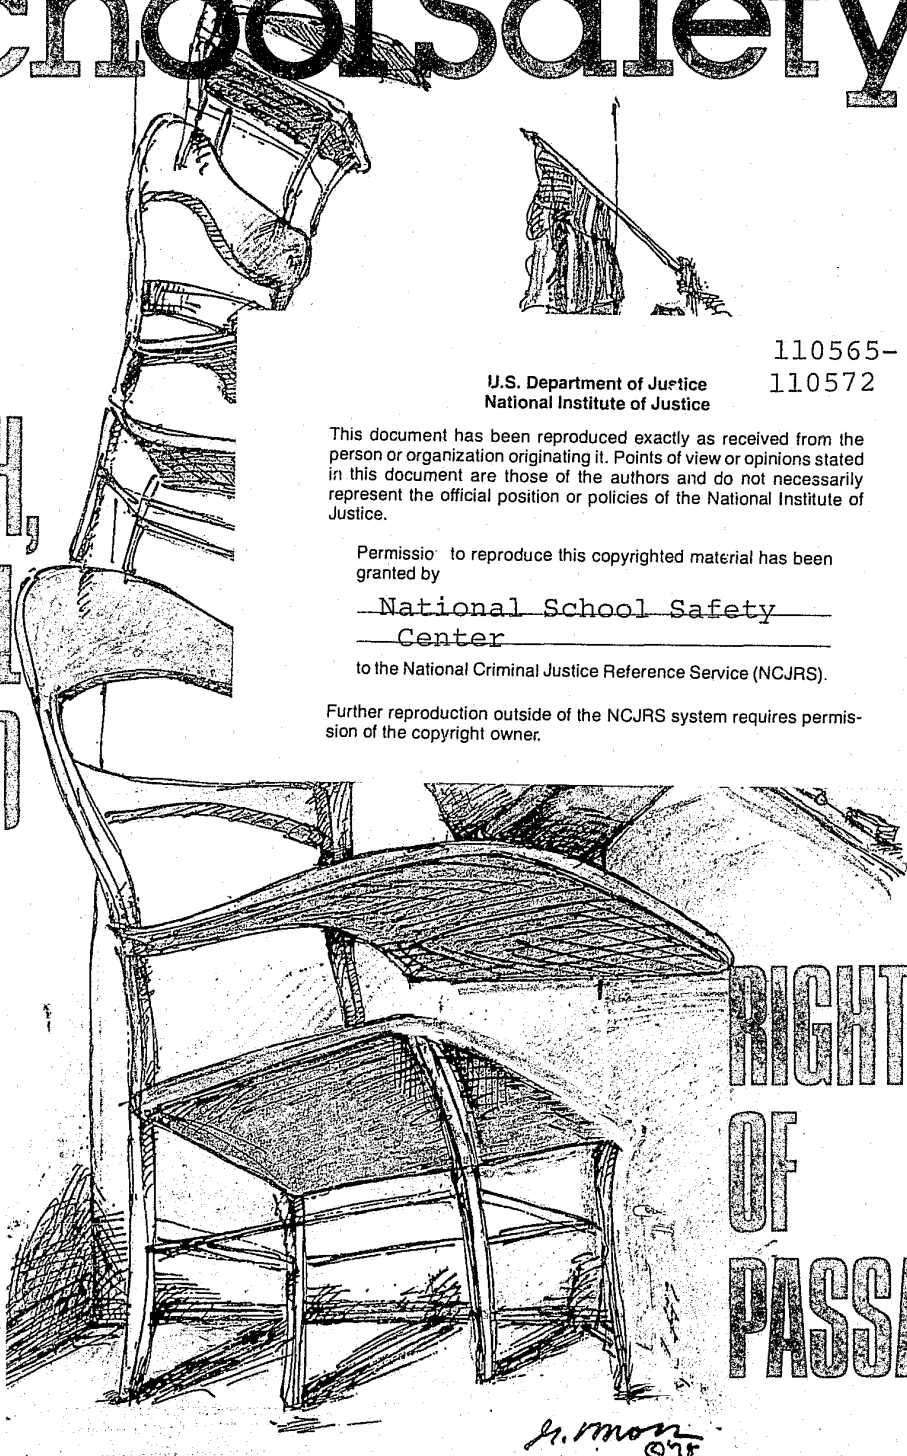 chool Safety
110565-
110572
U.S. Department of Justice
National Institute of Justice
This document has been reproduced exactly as received from the
person or organization originating it. Points of view or opinions stated
in this document are those of the authors and do not necessarily
represent the official position or policies of the National Institute of
Justice.
Permissio to reproduce this copyrighted material has been
granted by
National School Safety
Center
to the National Criminal Justice Reference Service (NCJRS).
Further reproduction outside of the NCJRS system requires permis-
sion of the copyright owner.
H,
RIGHT
OF
PASSA
©'78